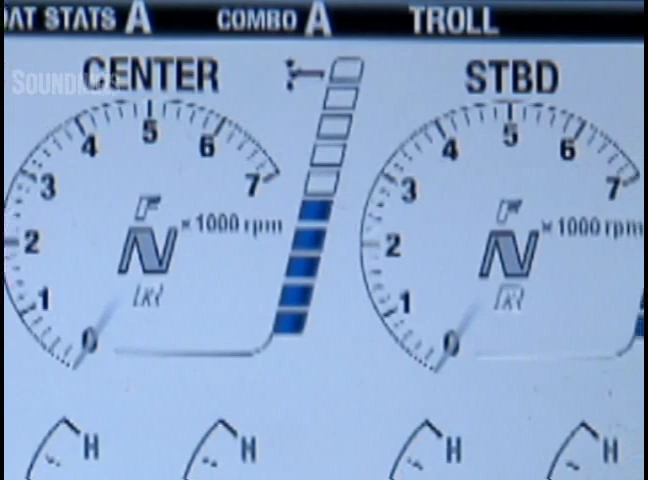 AT STATS A COMBO A TROLL
CENTER STBD
5 5
4 6 4 6
3 7 3 7
F F
× 1000 rpm × 1000 rpm
2 N 2 N
R R
1 1
0 0
H H H H